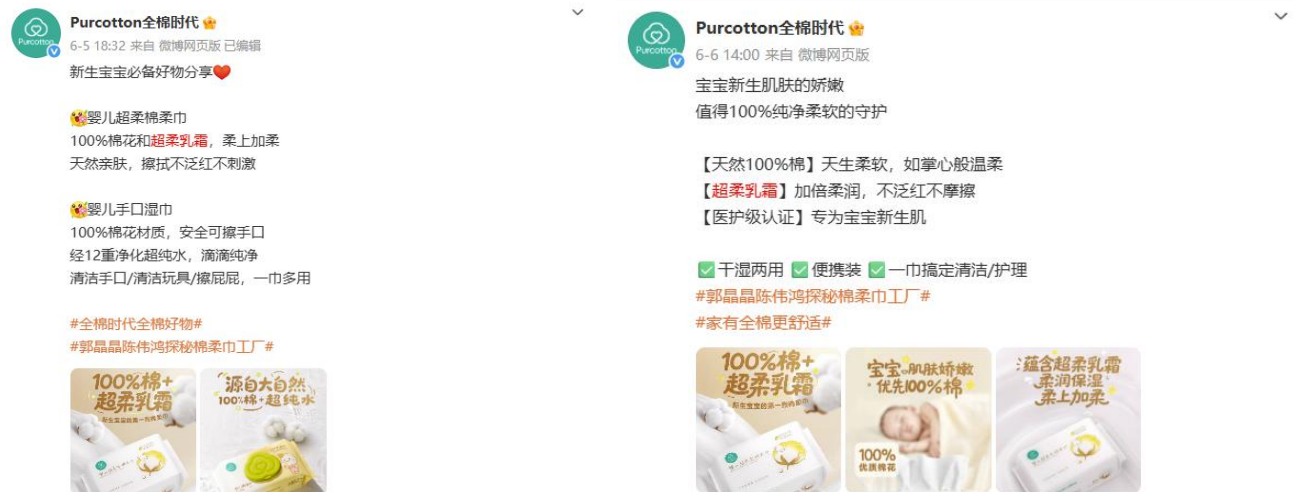 Purcotton全棉时代
6-5 18:32 来自 微博网页版 已编辑
新生宝宝必备好物分享❤️
婴儿超柔棉柔巾
100%棉花和超柔乳霜，柔上加柔
天然亲肤，擦拭不泛红不刺激
婴儿手口湿巾
100%棉花材质，安全可擦手口
经12重净化超纯水，滴滴纯净
清洁手口/清洁玩具/擦屁屁，一巾多用
#全棉时代全棉好物#
#郭晶晶陈伟鸿探秘棉柔巾工厂#
100%棉+
超柔乳霜
源自大自然
100%棉+超纯水
Purcotton
Purcotton全棉时代
6-6 14:00 来自 微博网页版
宝宝新生肌肤的娇嫩
值得100%纯净柔软的守护
【天然100%棉】天生柔软，如掌心般温柔
【超柔乳霜】加倍柔润，不泛红不摩擦
【医护级认证】专为宝宝新生肌
✅干湿两用 ✅便携装 ✅一巾搞定清洁/护理
#郭晶晶陈伟鸿探秘棉柔巾工厂#
#家有全棉更舒适#
100%棉+
超柔乳霜
宝宝肌肤娇嫩
优先100%棉
100%
优质棉花
蕴含超柔乳霜
柔润保湿
柔上加柔
Purcotton